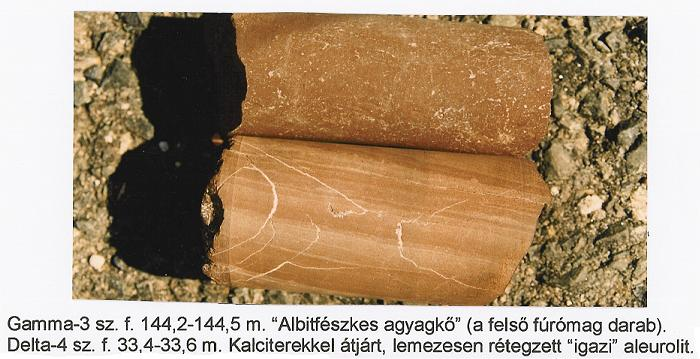 Gamma-3 sz. f. 144,2-144,5 m. “Albitfészkes agyagkő” (a felső fúrómag darab).
Delta-4 sz. f. 33,4-33,6 m. Kalciterekkel átjárt, lemezesen rétegzett “igazi” aleurolit.